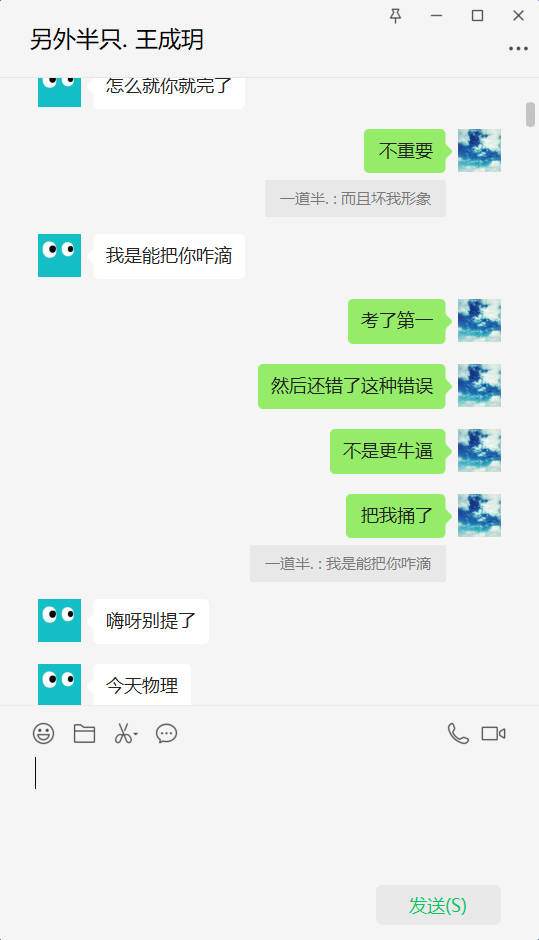 另外半只. 王成玥
怎么就你就完了
不重要
一道半. : 而且坏我形象
我是能把你咋滴
考了第一
然后还错了这种错误
不是更牛逼
把我捅了
一道半. : 我是能把你咋滴
嗨呀别提了
今天物理
发送(S)